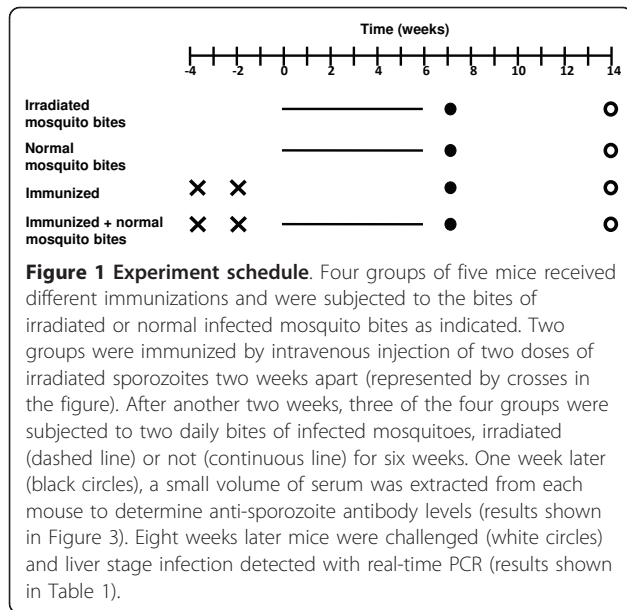 Time (weeks)
-4 -2 0 2 4 6 8 10 12 14
Irradiated
mosquito bites
Normal
mosquito bites
Immunized
Immunized + normal
mosquito bites
Figure 1 Experiment schedule. Four groups of five mice received
different immunizations and were subjected to the bites of
irradiated or normal infected mosquito bites as indicated. Two
groups were immunized by intravenous injection of two doses of
irradiated sporozoites two weeks apart (represented by crosses in
the figure). After another two weeks, three of the four groups were
subjected to two daily bites of infected mosquitoes, irradiated
(dashed line) or not (continuous line) for six weeks. One week later
(black circles), a small volume of serum was extracted from each
mouse to determine anti-sporozoite antibody levels (results shown
in Figure 3). Eight weeks later mice were challenged (white circles)
and liver stage infection detected with real-time PCR (results shown
in Table 1).